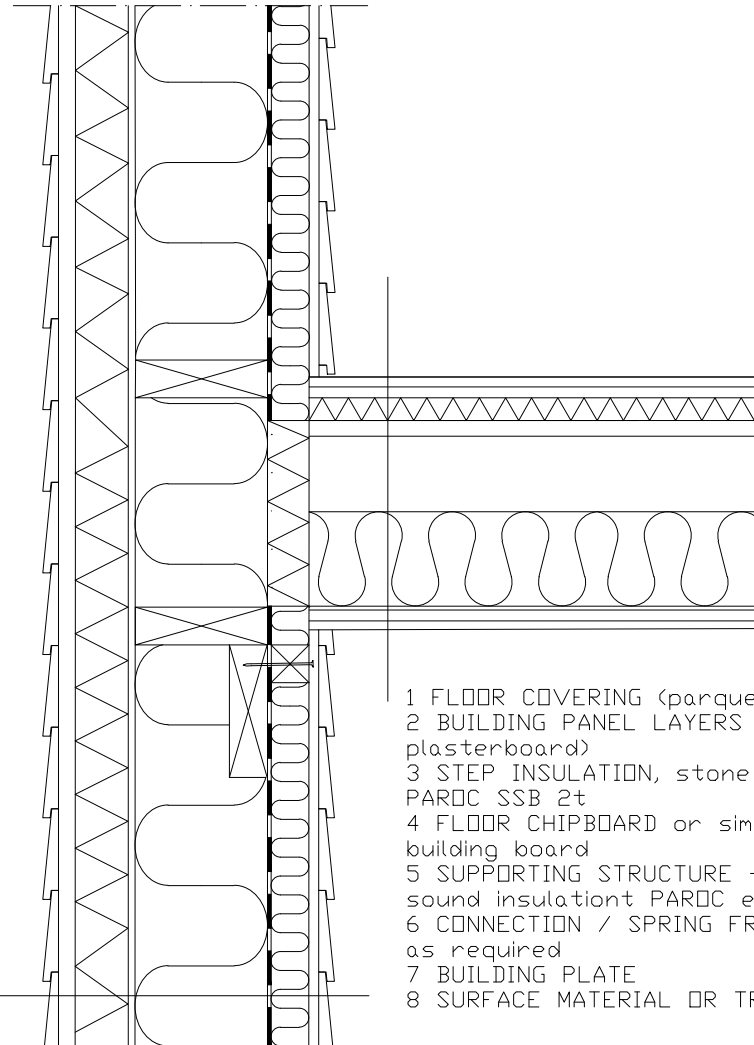 1 FLOOR COVERING (parque
2 BUILDING PANEL LAYERS
plasterboard)
3 STEP INSULATION, stone
PAROC SSB 2t
4 FLOOR CHIPBOARD or sim
building board
5 SUPPORTING STRUCTURE -
sound insulationt PAROC e
6 CONNECTION / SPRING FR
as required
7 BUILDING PLATE
8 SURFACE MATERIAL OR TR